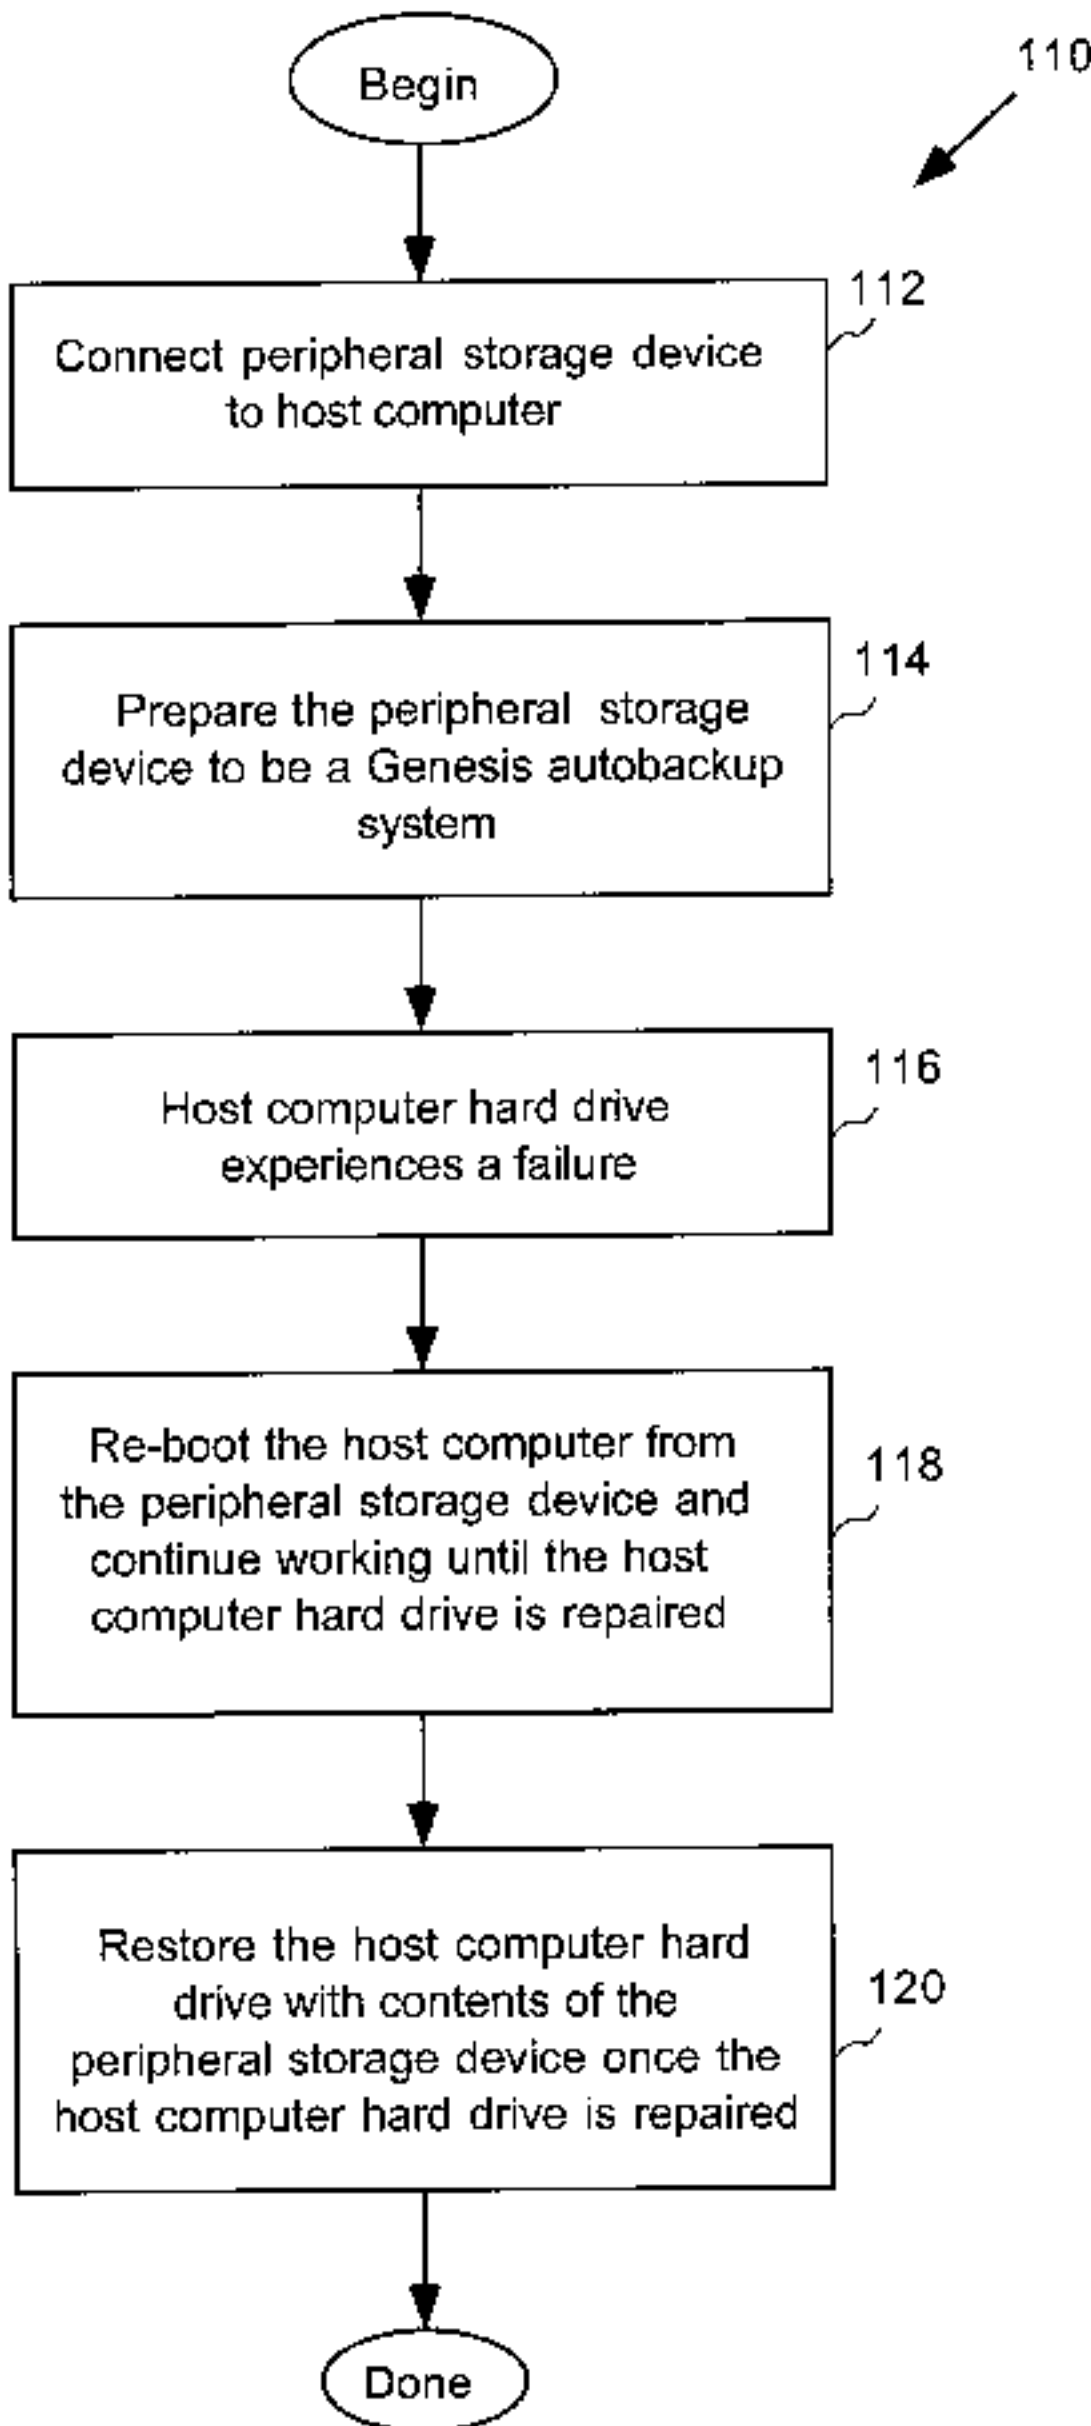 Begin
110
112
Connect peripheral storage device
to host computer
114
Prepare the peripheral storage
device to be a Genesis autobackup
system
116
Host computer hard drive
experiences a failure
118
Re-boot the host computer from
the peripheral storage device and
continue working until the host
computer hard drive is repaired
120
Restore the host computer hard
drive with contents of the
peripheral storage device once the
host computer hard drive is repaired
Done